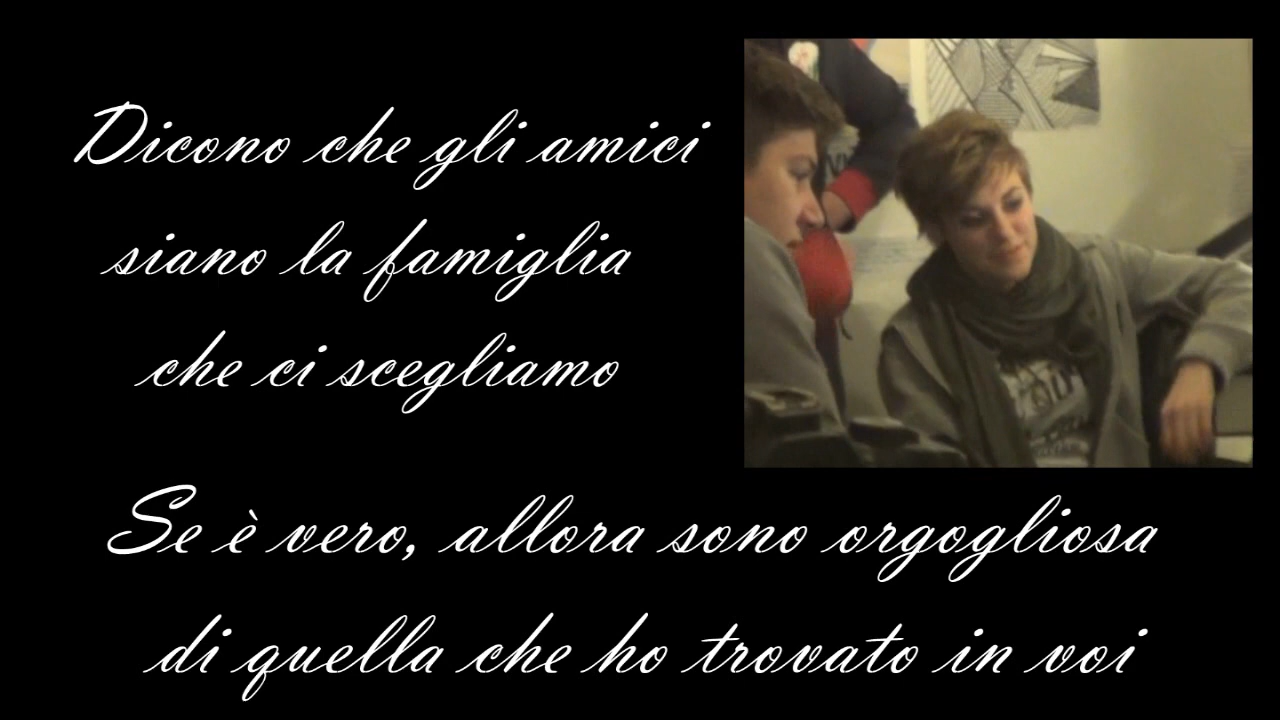 Dicono che gli amici
siano la famiglia
che ci scegliamo
Se è vero, allora sono orgogliosa
di quella che ho trovato in voi